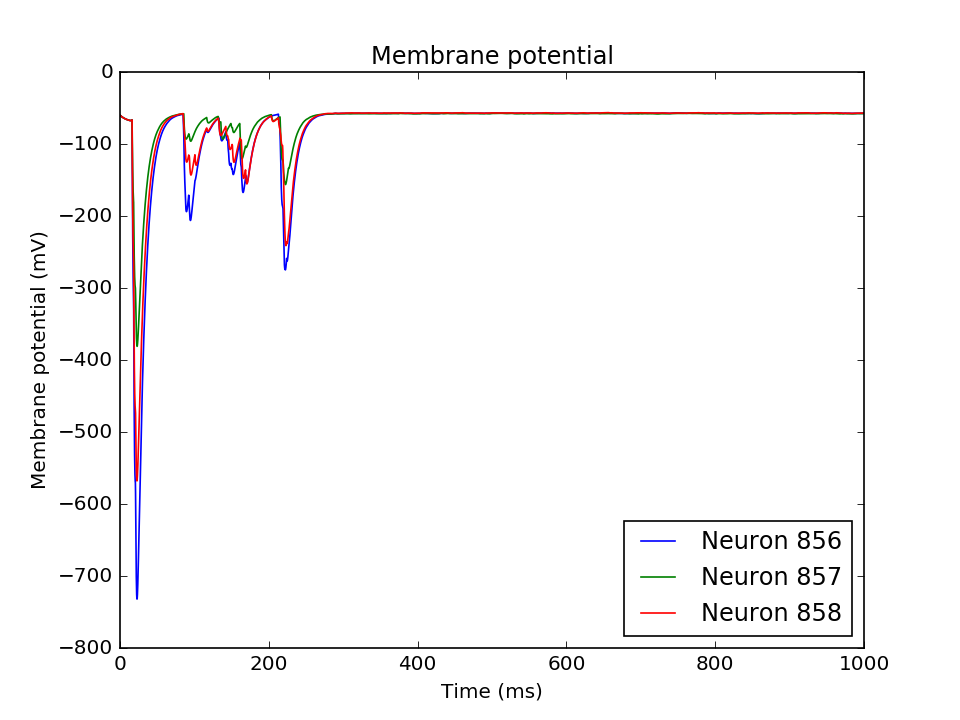 Membrane potential
0
−100
−200
−300
−400
−500
−600
−700
−800
Membrane potential (mV)
0 200 400 600 800 1000
Time (ms)
Neuron 856
Neuron 857
Neuron 858